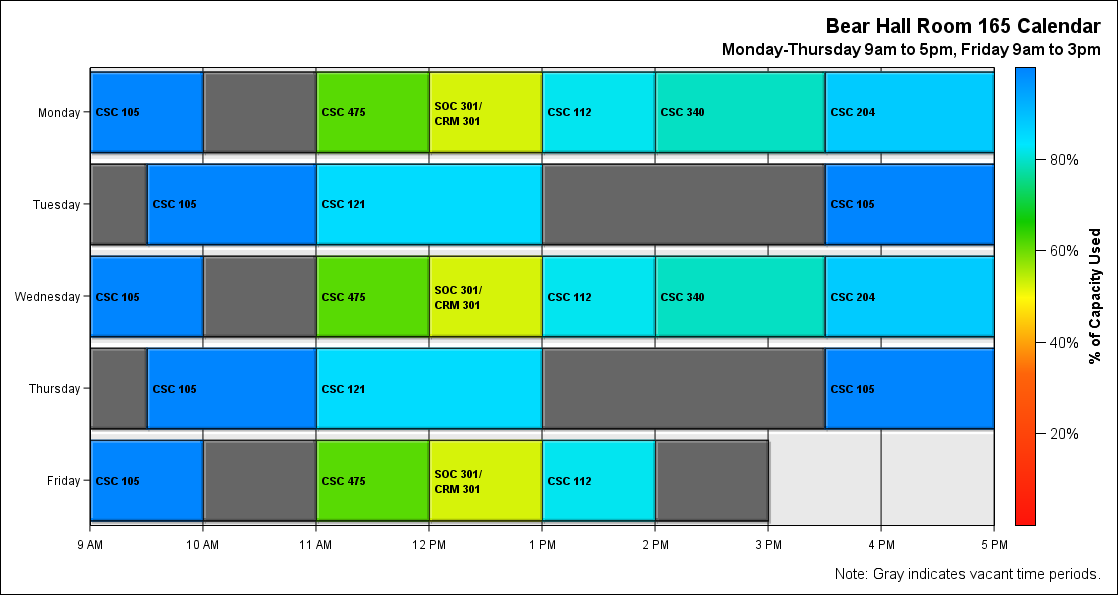 Bear Hall Room 165 Calendar
Monday-Thursday 9am to 5pm, Friday 9am to 3pm
Monday
CSC 105
CSC 475
SOC 301/
CRM 301
CSC 112
CSC 340
CSC 204
Tuesday
CSC 105
CSC 121
CSC 105
Wednesday
CSC 105
CSC 475
SOC 301/
CRM 301
CSC 112
CSC 340
CSC 204
Thursday
CSC 105
CSC 121
CSC 105
Friday
CSC 105
CSC 475
SOC 301/
CRM 301
CSC 112
9 AM
10 AM
11 AM
12 PM
1 PM
2 PM
3 PM
4 PM
5 PM
80%
60%
40%
20%
% of Capacity Used
Note: Gray indicates vacant time periods.